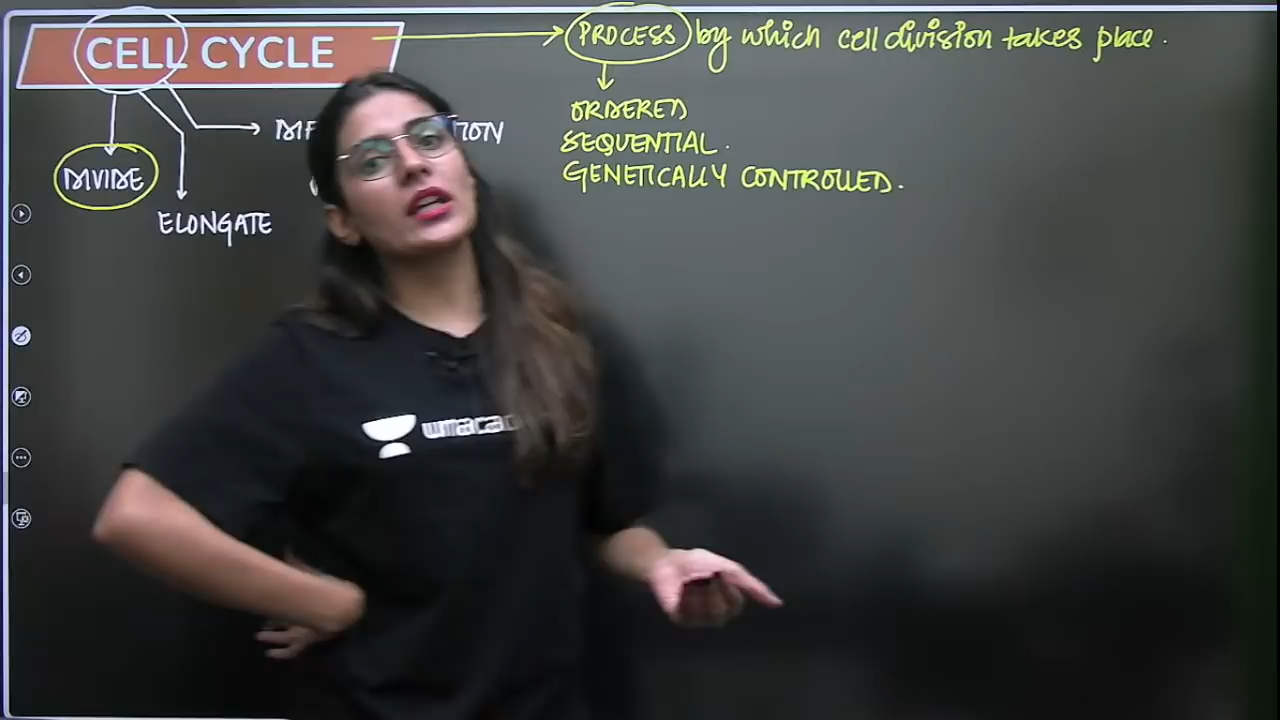 CELL CYCLE
PROCESS by which cell division takes place.
ORDERED
SEQUENTIAL.
GENETICALLY CONTROLLED.
DIVIDE
ELONGATE